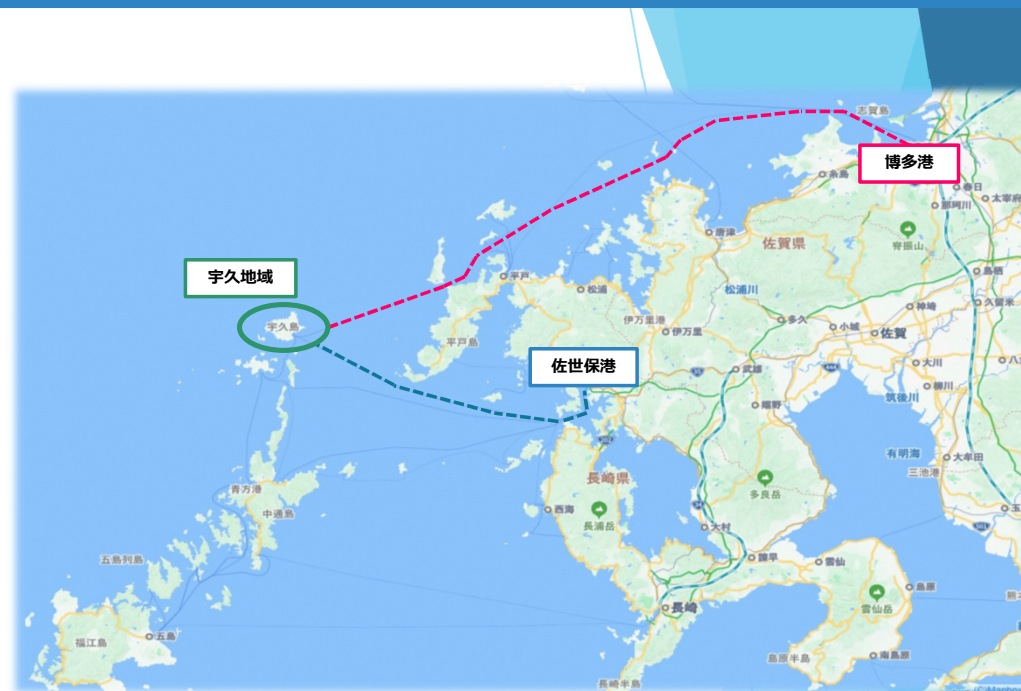 志賀島
博多港
糸島
春日
太宰府
那珂川
脊振山
唐津
佐賀県
鳥栖
宇久地域
平戸
松浦
松浦川
久留米
神埼
宇久島
伊万里港
伊万里
多久
小城
佐賀
平戸島
佐世保港
武雄
大川
柳川
筑後川
嬉野
有明海
大牟田
三池港
長崎県
青方港
中通島
西海
長浦岳
多良岳
大村
五島列島
諫早
雲仙
島原
雲仙岳
長崎
福江島
五島
島原半島
南島原
長崎半島